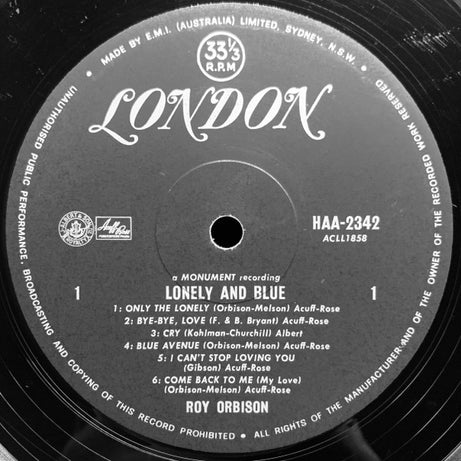 MADE BY E.M.I. (AUSTRALIA) LIMITED, SYDNEY, N.S.W.
33⅓
R.P.M
LONDON
HAA-2342
ACLL1858
a MONUMENT recording
LONELY AND BLUE
1
1
1: ONLY THE LONELY (Orbison-Melson) Acuff-Rose
2: BYE-BYE, LOVE (F. & B. Bryant) Acuff-Rose
3: CRY (Kohlman-Churchill) Albert
4: BLUE AVENUE (Orbison-Melson) Acuff-Rose
5: I CAN'T STOP LOVING YOU
(Gibson) Acuff-Rose
6: COME BACK TO ME (My Love)
(Orbison-Melson) Acuff-Rose
ROY ORBISON
UNAUTHORISED PUBLIC PERFORMANCE, BROADCASTING AND COPYING OF THIS RECORD PROHIBITED • ALL RIGHTS OF THE MANUFACTURER AND OF THE OWNER OF THE RECORDED WORK RESERVED